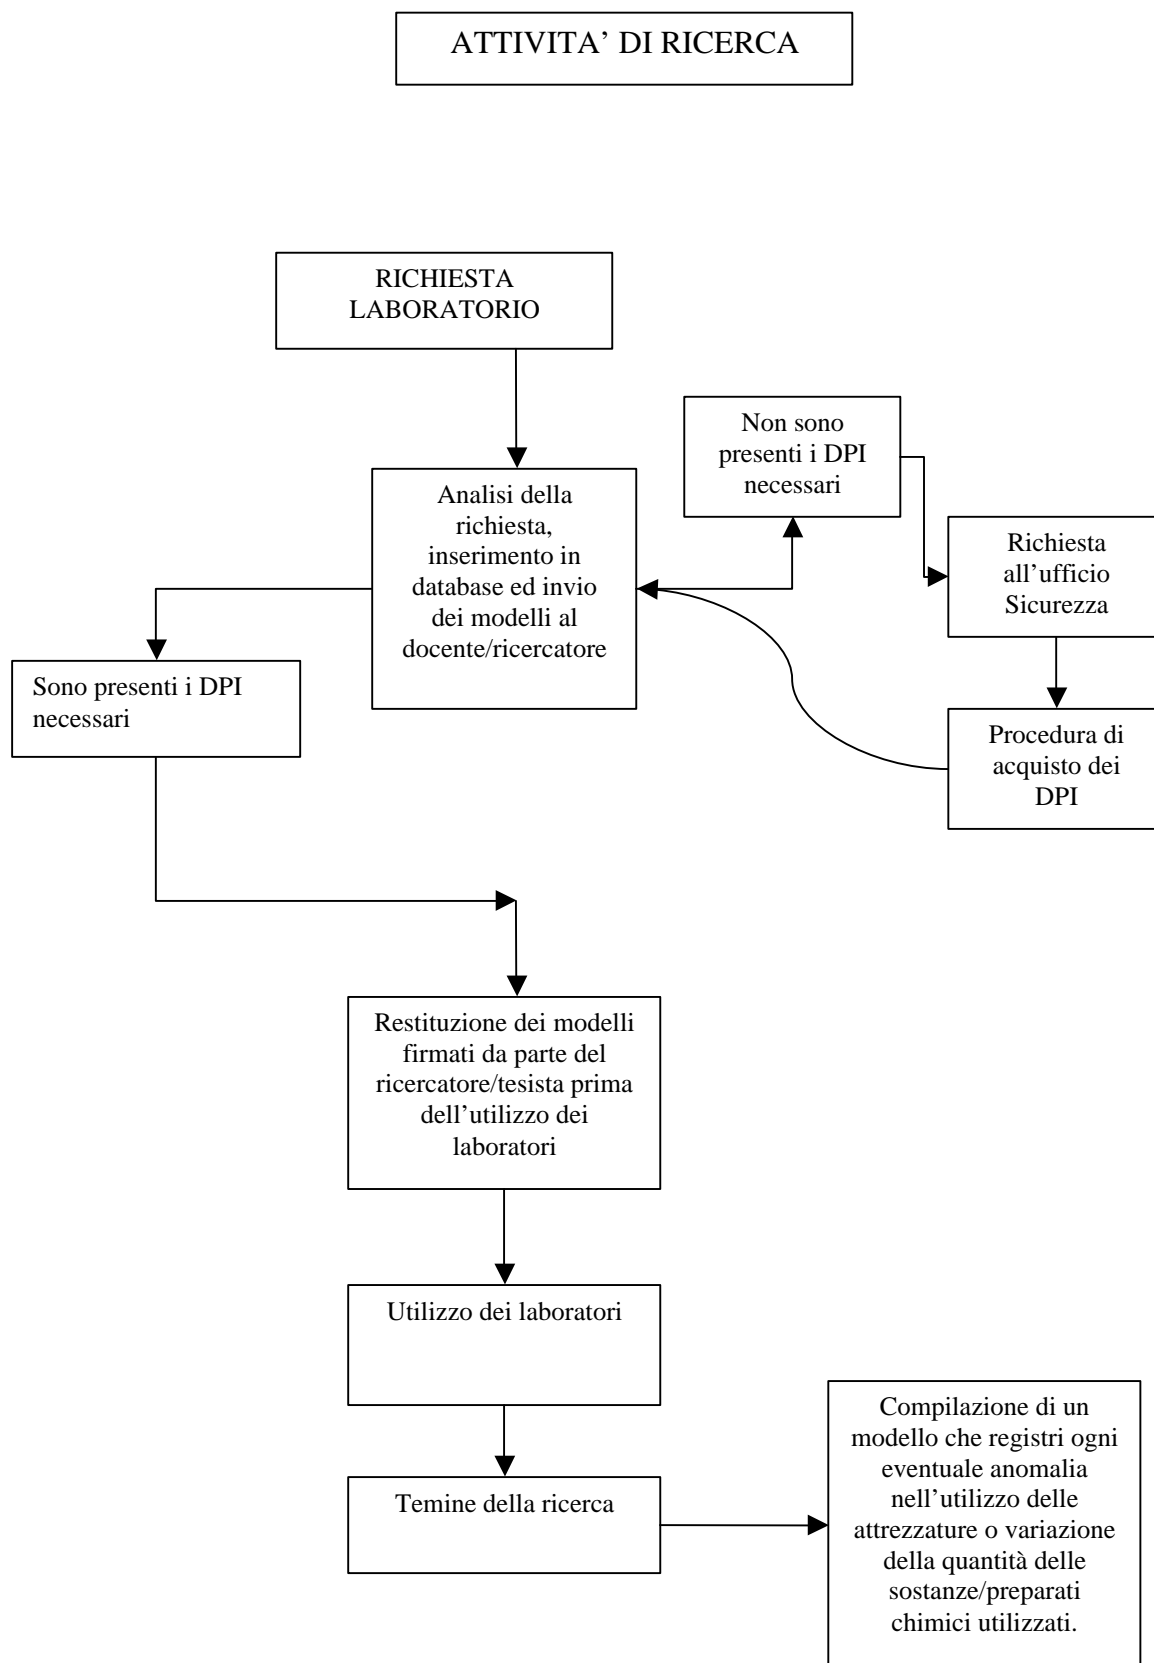 ATTIVITA’ DI RICERCA
RICHIESTA
LABORATORIO
Non sono
presenti i DPI
necessari
Analisi della
richiesta,
inserimento in
database ed invio
dei modelli al
docente/ricercatore
Richiesta
all’ufficio
Sicurezza
Sono presenti i DPI
necessari
Procedura di
acquisto dei
DPI
Restituzione dei modelli
firmati da parte del
ricercatore/tesista prima
dell’utilizzo dei
laboratori
Utilizzo dei laboratori
Temine della ricerca
Compilazione di un
modello che registri ogni
eventuale anomalia
nell’utilizzo delle
attrezzature o variazione
della quantità delle
sostanze/preparati
chimici utilizzati.